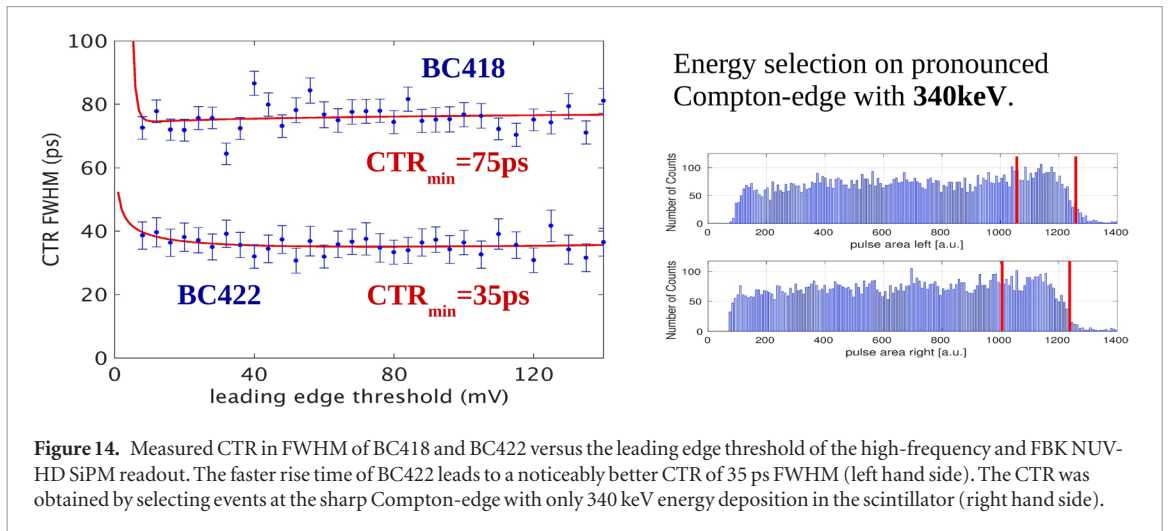 100
80
60
40
20
0
CTR FWHM (ps)
BC418
CTRmin=75ps
BC422
CTRmin=35ps
0 40 80 120
leading edge threshold (mV)
Energy selection on pronounced
Compton-edge with 340keV.
Number of Counts
100
50
0
0 200 400 600 800 1000 1200 1400
pulse area left [a.u.]
Number of Counts
100
50
0
0 200 400 600 800 1000 1200 1400
pulse area right [a.u.]
Figure 14. Measured CTR in FWHM of BC418 and BC422 versus the leading edge threshold of the high-frequency and FBK NUV-
HD SiPM readout. The faster rise time of BC422 leads to a noticeably better CTR of 35 ps FWHM (left hand side). The CTR was
obtained by selecting events at the sharp Compton-edge with only 340 keV energy deposition in the scintillator (right hand side).